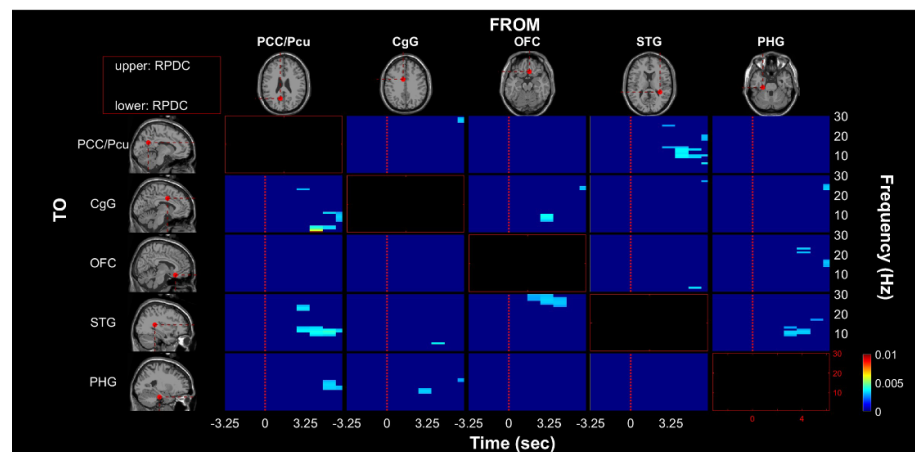 FROM
PCC/Pcu CgG OFC STG PHG
upper: RPDC
lower: RPDC
TO
PCC/Pcu
CgG
OFC
STG
PHG
30
20
10
30
20
10
30
20
10
30
20
10
30
20
10
Frequency (Hz)
0.01
0.005
0
-3.25 0 3.25 -3.25 0 3.25 -3.25 0 3.25 -3.25 0 3.25 0 4
Time (sec)